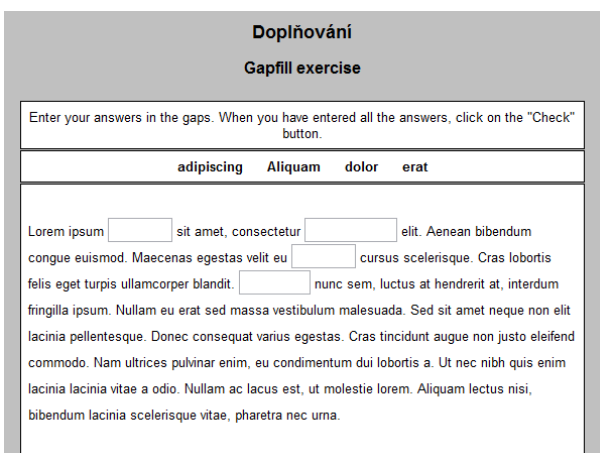 Doplňování
Gapfill exercise
Enter your answers in the gaps. When you have entered all the answers, click on the "Check"
button.
adipiscing Aliquam dolor erat
Lorem ipsum sit amet, consectetur elit. Aenean bibendum
congue euismod. Maecenas egestas velit eu cursus scelerisque. Cras lobortis
felis eget turpis ullamcorper blandit. nunc sem, luctus at hendrerit at, interdum
fringilla ipsum. Nullam eu erat sed massa vestibulum malesuada. Sed sit amet neque non elit
lacinia pellentesque. Donec consequat varius egestas. Cras tincidunt augue non justo eleifend
commodo. Nam ultrices pulvinar enim, eu condimentum dui lobortis a. Ut nec nibh quis enim
lacinia lacinia vitae a odio. Nullam ac lacus est, ut molestie lorem. Aliquam lectus nisi,
bibendum lacinia scelerisque vitae, pharetra nec urna.